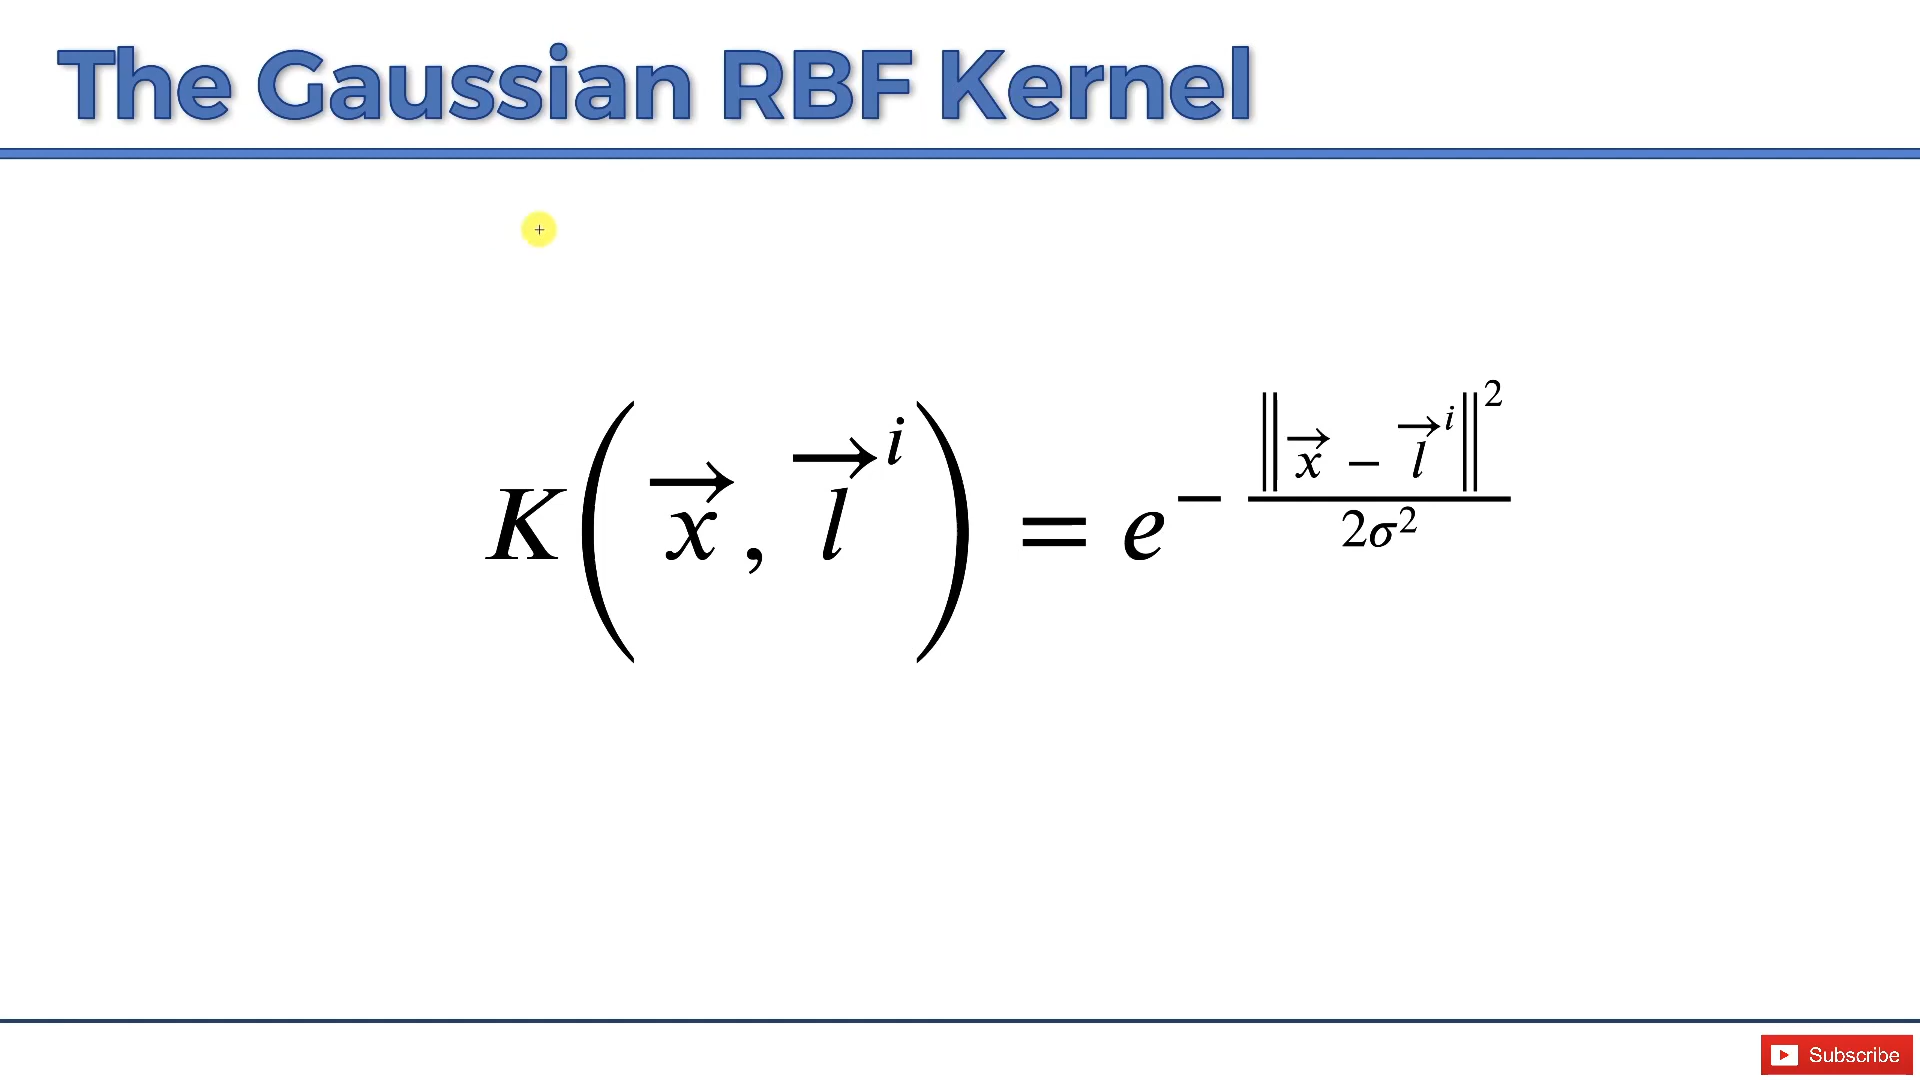 The Gaussian RBF Kernel
K(x⃗, l⃗ⁱ) = e^(−‖x⃗ − l⃗ⁱ‖² / 2σ²)
Subscribe